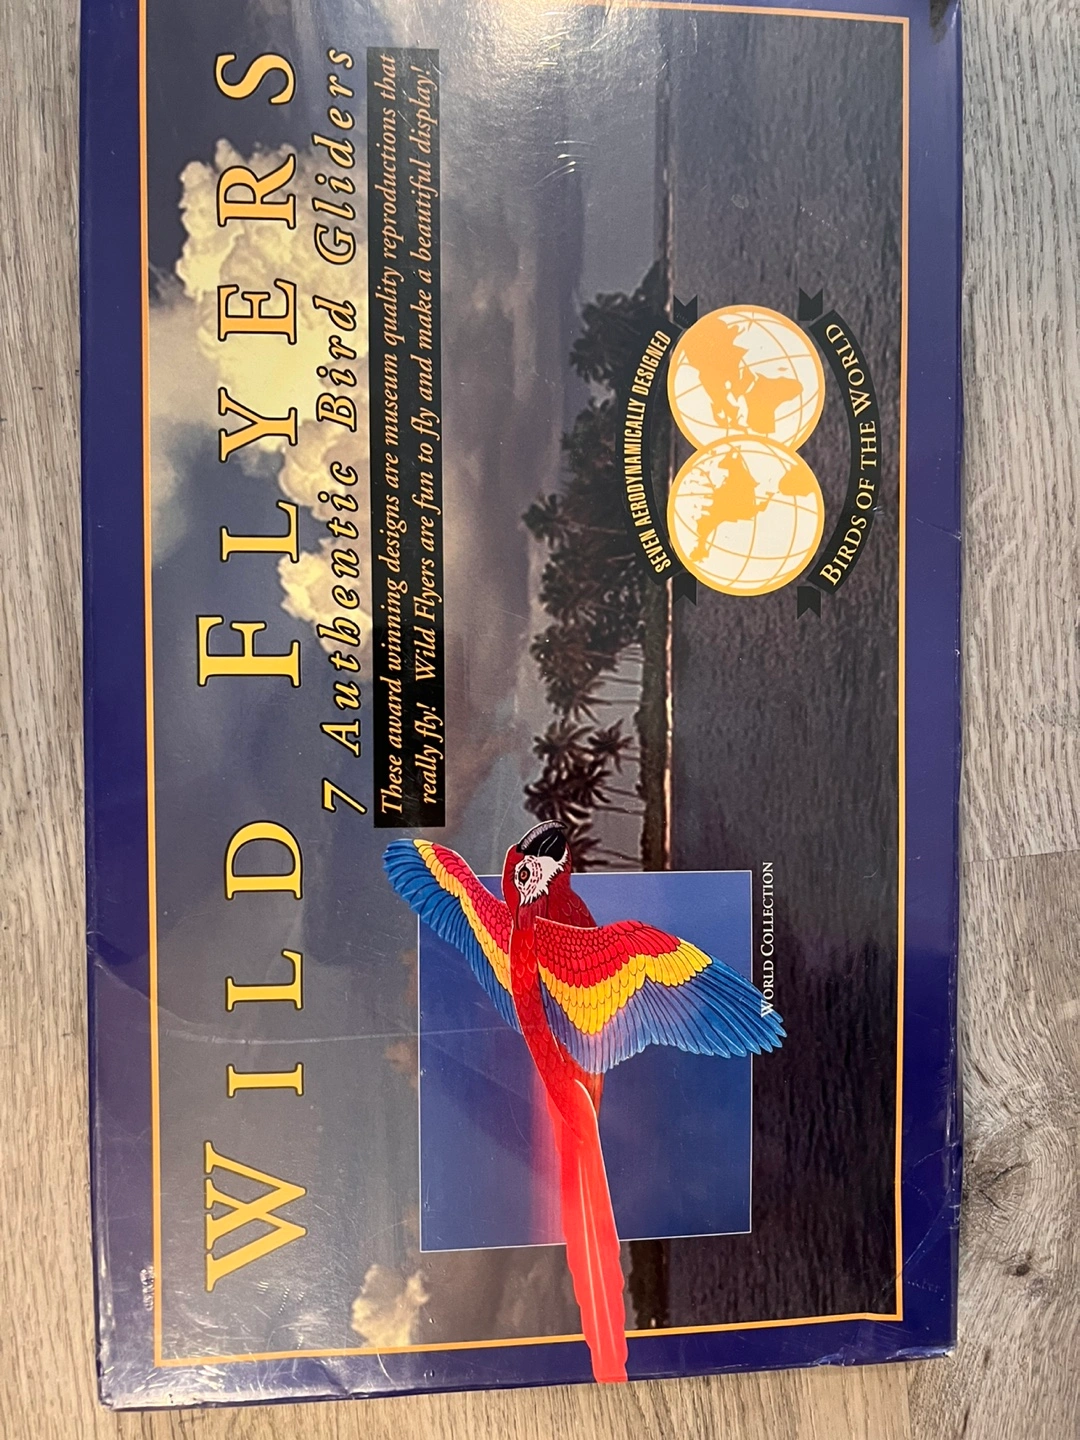 WILD FLYERS
7 Authentic Bird Gliders
These award winning designs are museum quality reproductions that
really fly! Wild Flyers are fun to fly and make a beautiful display!
SEVEN AERODYNAMICALLY DESIGNED
BIRDS OF THE WORLD
WORLD COLLECTION